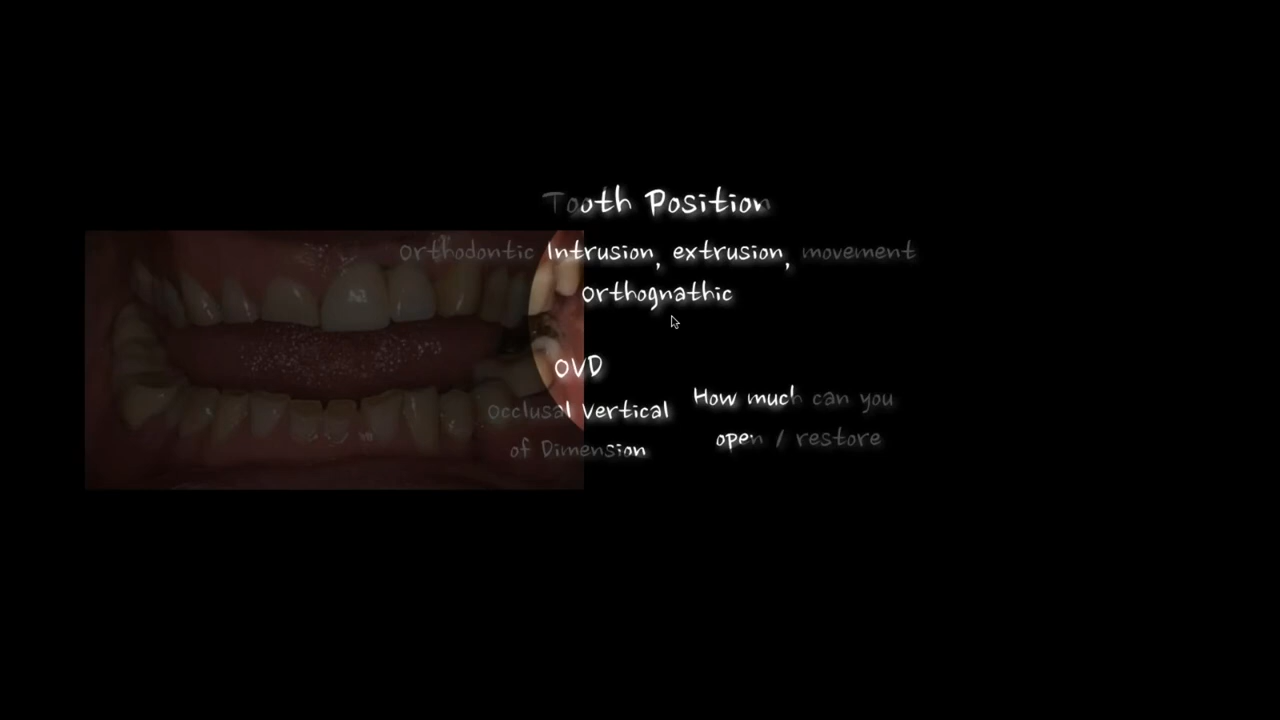 Tooth Position
Orthodontic Intrusion, extrusion, movement
Orthognathic
OVD
Occlusal Vertical
of Dimension
How much can you
open / restore